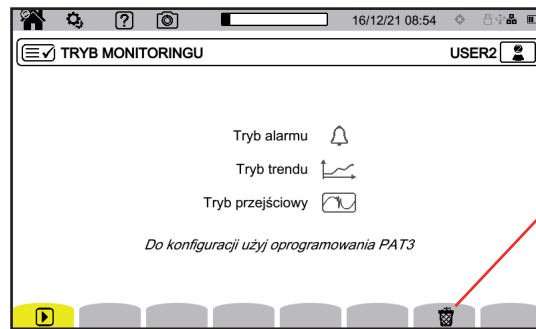 16/12/21 08:54
TRYB MONITORINGU USER2
Tryb alarmu
Tryb trendu
Tryb przejściowy
Do konfiguracji użyj oprogramowania PAT3